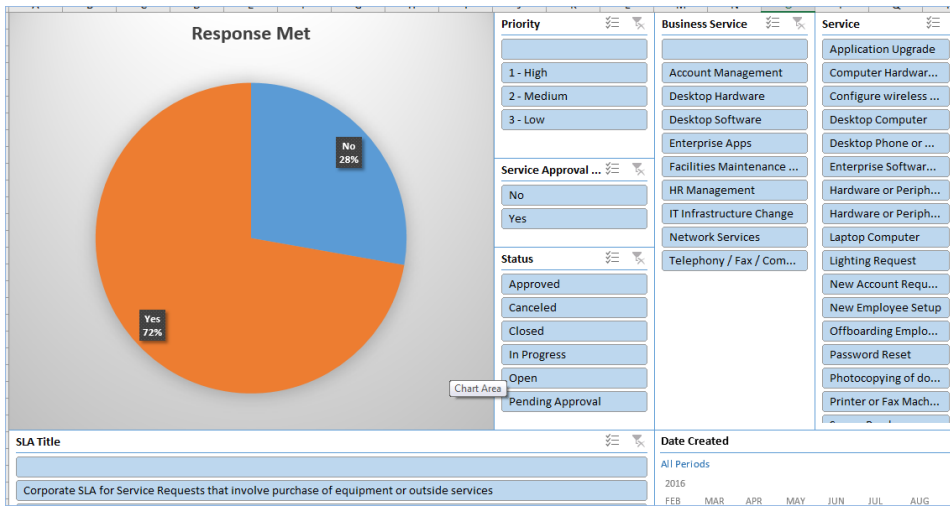 Response Met
No
28%
Yes
72%
Chart Area
Priority
1 - High
2 - Medium
3 - Low
Service Approval ...
No
Yes
Status
Approved
Canceled
Closed
In Progress
Open
Pending Approval
Business Service
Account Management
Desktop Hardware
Desktop Software
Enterprise Apps
Facilities Maintenance ...
HR Management
IT Infrastructure Change
Network Services
Telephony / Fax / Com...
Service
Application Upgrade
Computer Hardwar...
Configure wireless ...
Desktop Computer
Desktop Phone or ...
Enterprise Softwar...
Hardware or Periph...
Hardware or Periph...
Laptop Computer
Lighting Request
New Account Requ...
New Employee Setup
Offboarding Emplo...
Password Reset
Photocopying of do...
Printer or Fax Mach...
SLA Title
Corporate SLA for Service Requests that involve purchase of equipment or outside services
Date Created
All Periods
2016
FEB MAR APR MAY JUN JUL AUG